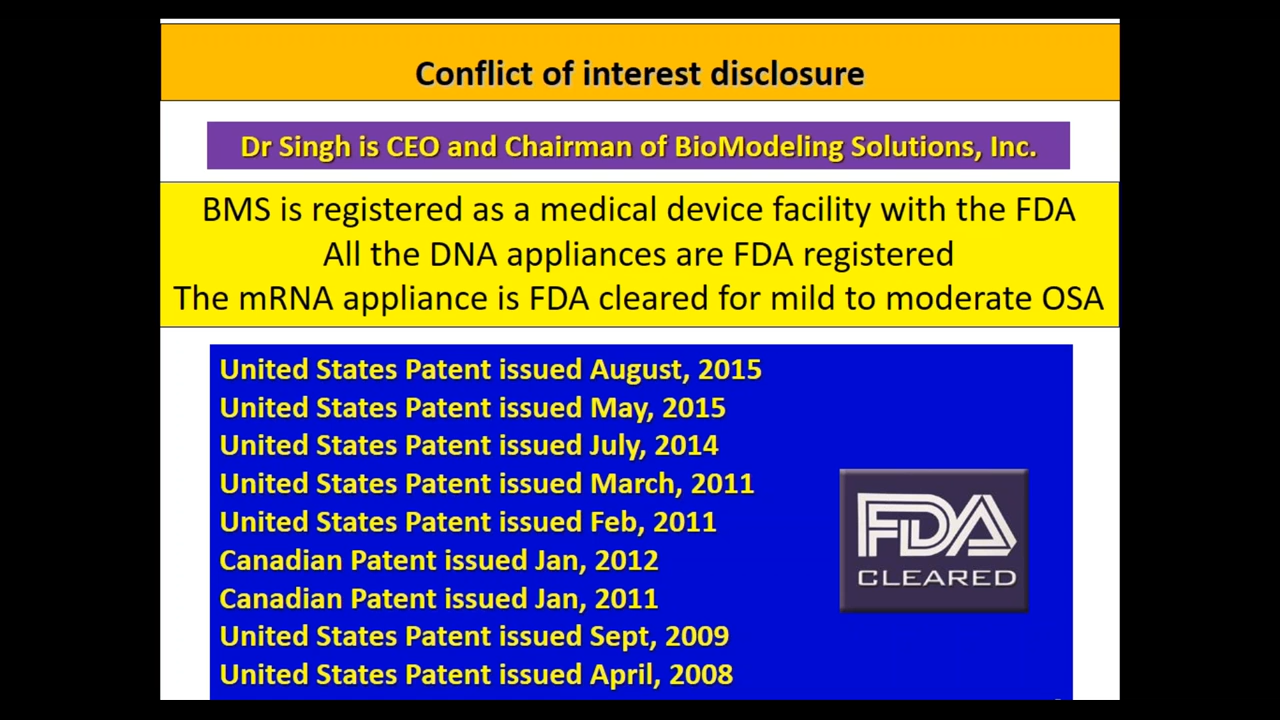 Conflict of interest disclosure
Dr Singh is CEO and Chairman of BioModeling Solutions, Inc.
BMS is registered as a medical device facility with the FDA
All the DNA appliances are FDA registered
The mRNA appliance is FDA cleared for mild to moderate OSA
United States Patent issued August, 2015
United States Patent issued May, 2015
United States Patent issued July, 2014
United States Patent issued March, 2011
United States Patent issued Feb, 2011
Canadian Patent issued Jan, 2012
Canadian Patent issued Jan, 2011
United States Patent issued Sept, 2009
United States Patent issued April, 2008
FDA
CLEARED